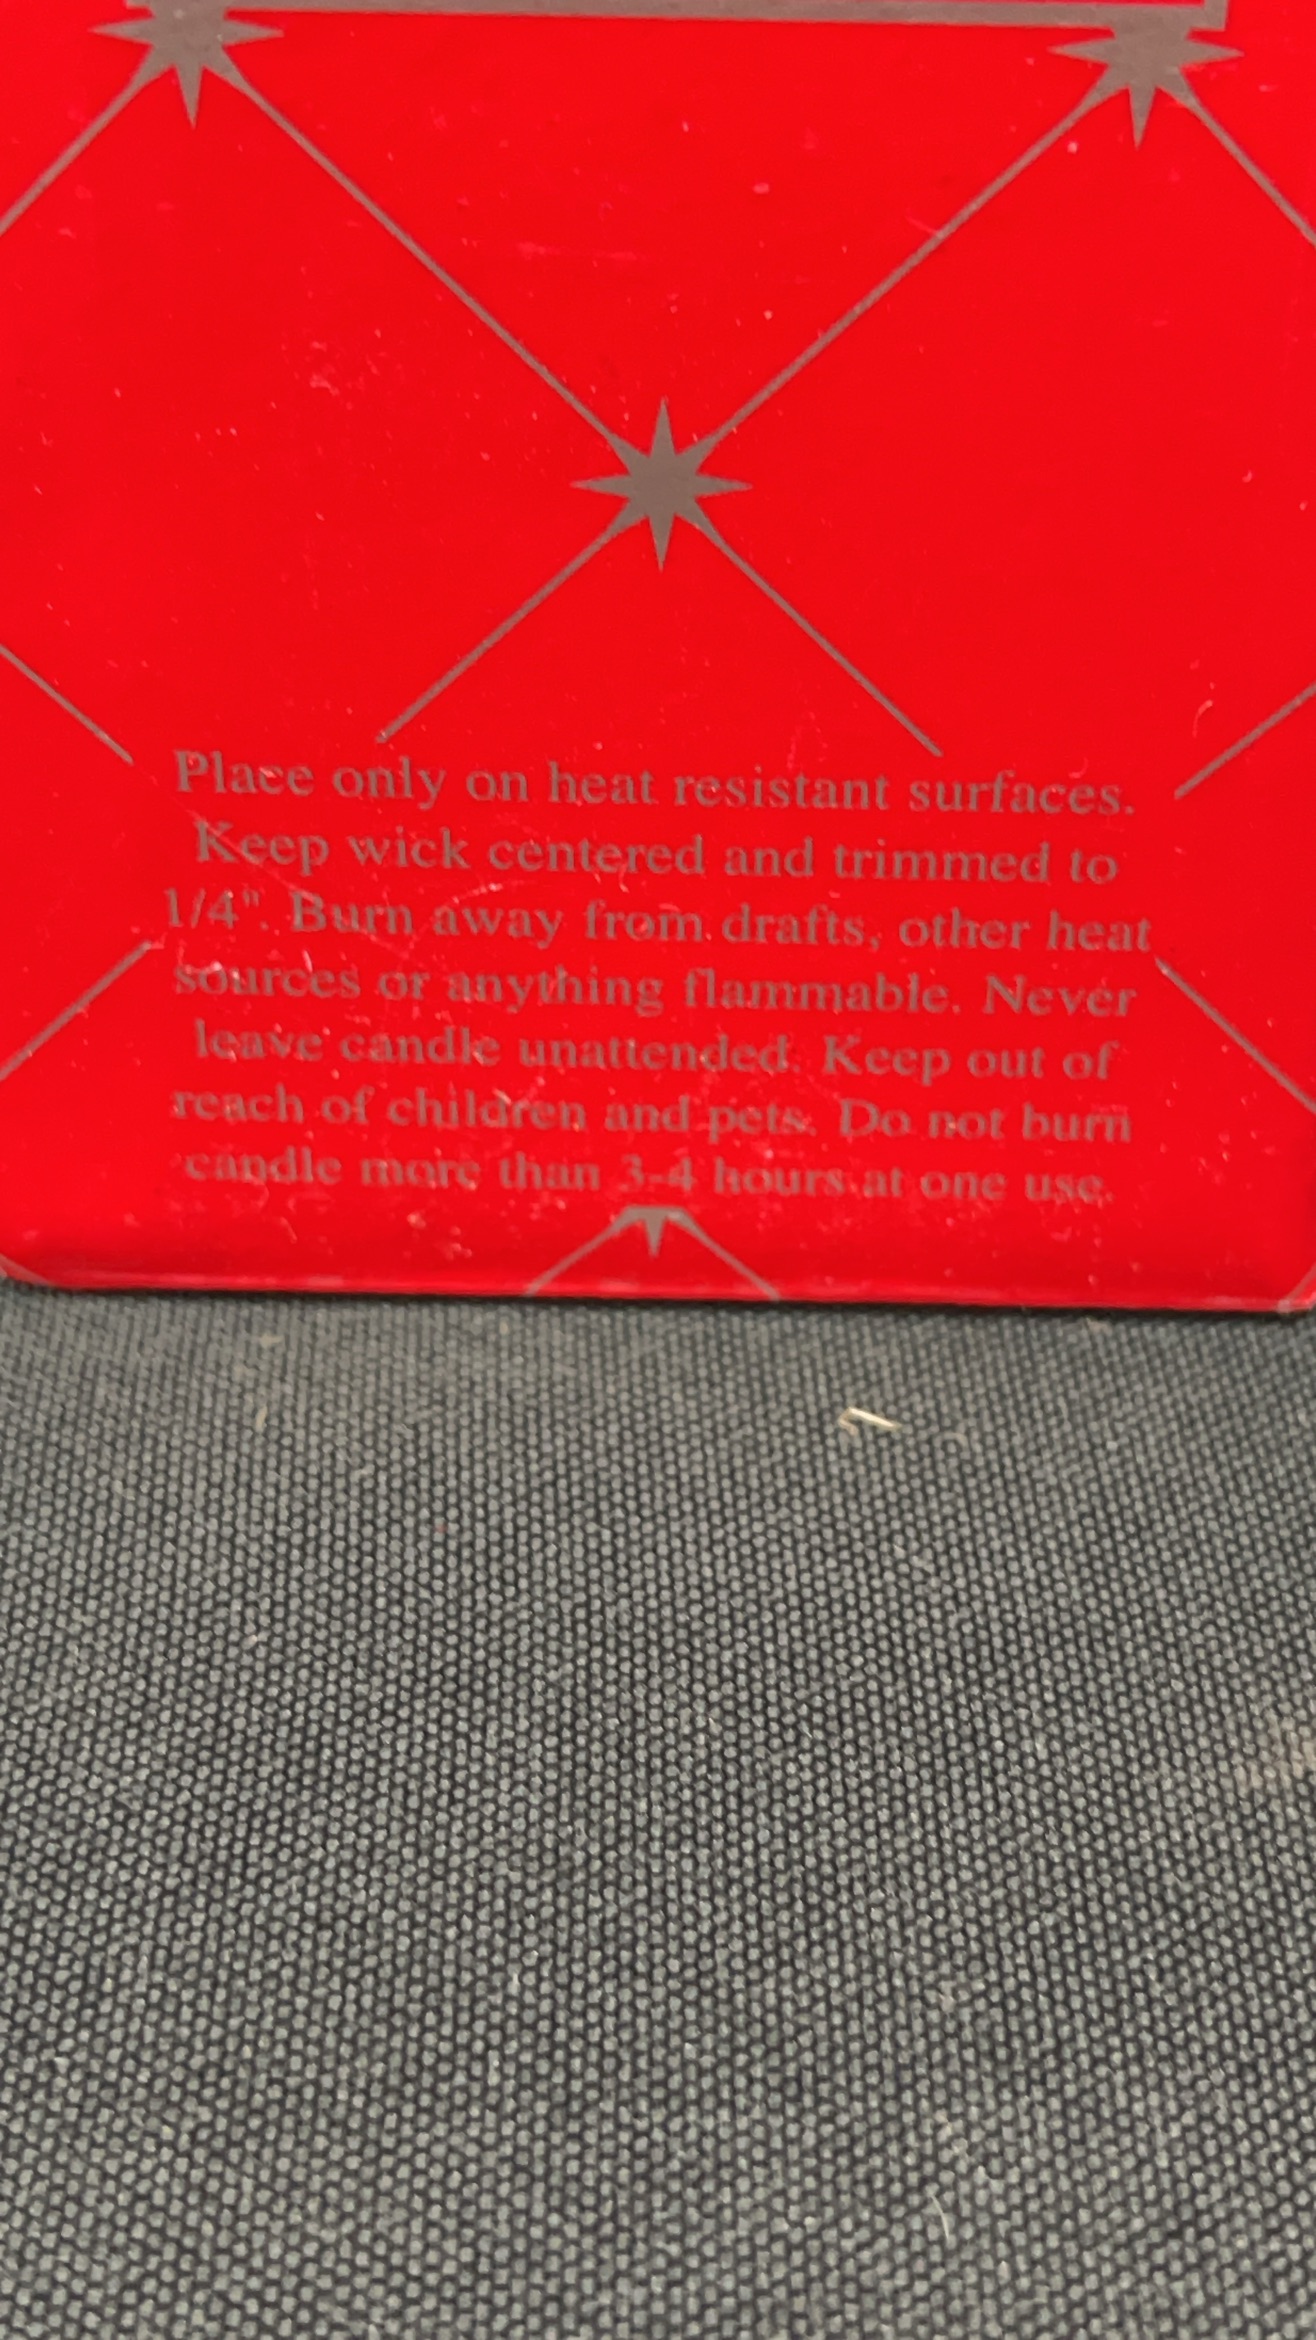 Place only on heat resistant surfaces.
Keep wick centered and trimmed to
1/4". Burn away from drafts, other heat
sources or anything flammable. Never
leave candle unattended. Keep out of
reach of children and pets. Do not burn
candle more than 3-4 hours at one use.